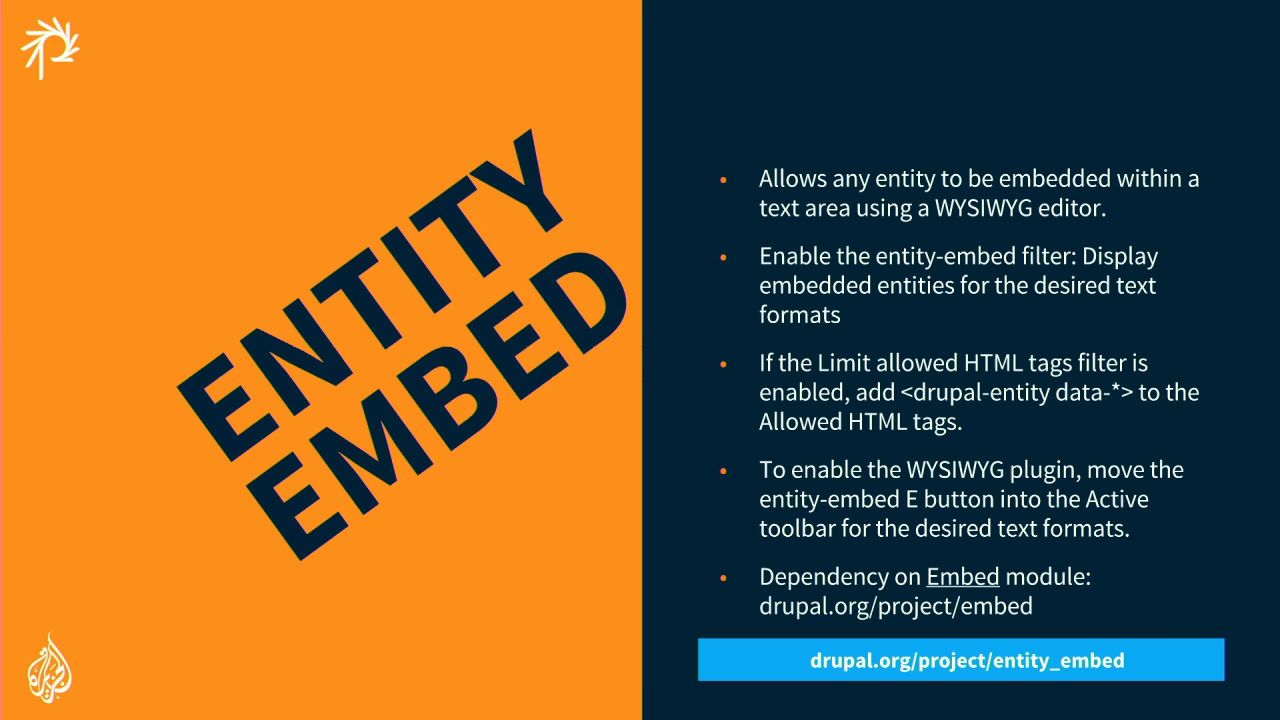 ENTITY
EMBED
• Allows any entity to be embedded within a
text area using a WYSIWYG editor.
• Enable the entity-embed filter: Display
embedded entities for the desired text
formats
• If the Limit allowed HTML tags filter is
enabled, add <drupal-entity data-*> to the
Allowed HTML tags.
• To enable the WYSIWYG plugin, move the
entity-embed E button into the Active
toolbar for the desired text formats.
• Dependency on Embed module:
drupal.org/project/embed
drupal.org/project/entity_embed